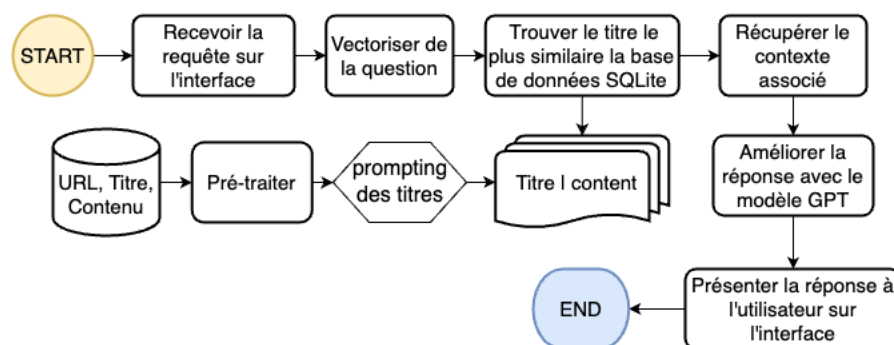 START
Recevoir la
requête sur
l'interface
Vectoriser de
la question
Trouver le titre le
plus similaire la base
de données SQLite
Récupérer le
contexte
associé
URL, Titre,
Contenu
Pré-traiter
prompting
des titres
Titre l content
Améliorer la
réponse avec le
modèle GPT
END
Présenter la réponse à
l'utilisateur sur
l'interface